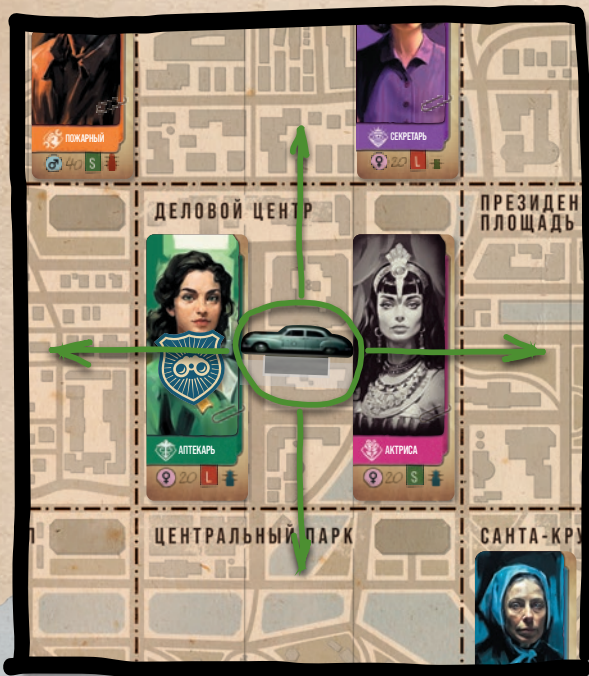 ПОЖАРНЫЙ
40 S
СЕКРЕТАРЬ
20 L
ДЕЛОВОЙ ЦЕНТР
ПРЕЗИДЕН
ПЛОЩАДЬ
АПТЕКАРЬ
20 L
АКТРИСА
20 S
П
ЦЕНТРАЛЬНЫЙ ПАРК
САНТА-КРУ